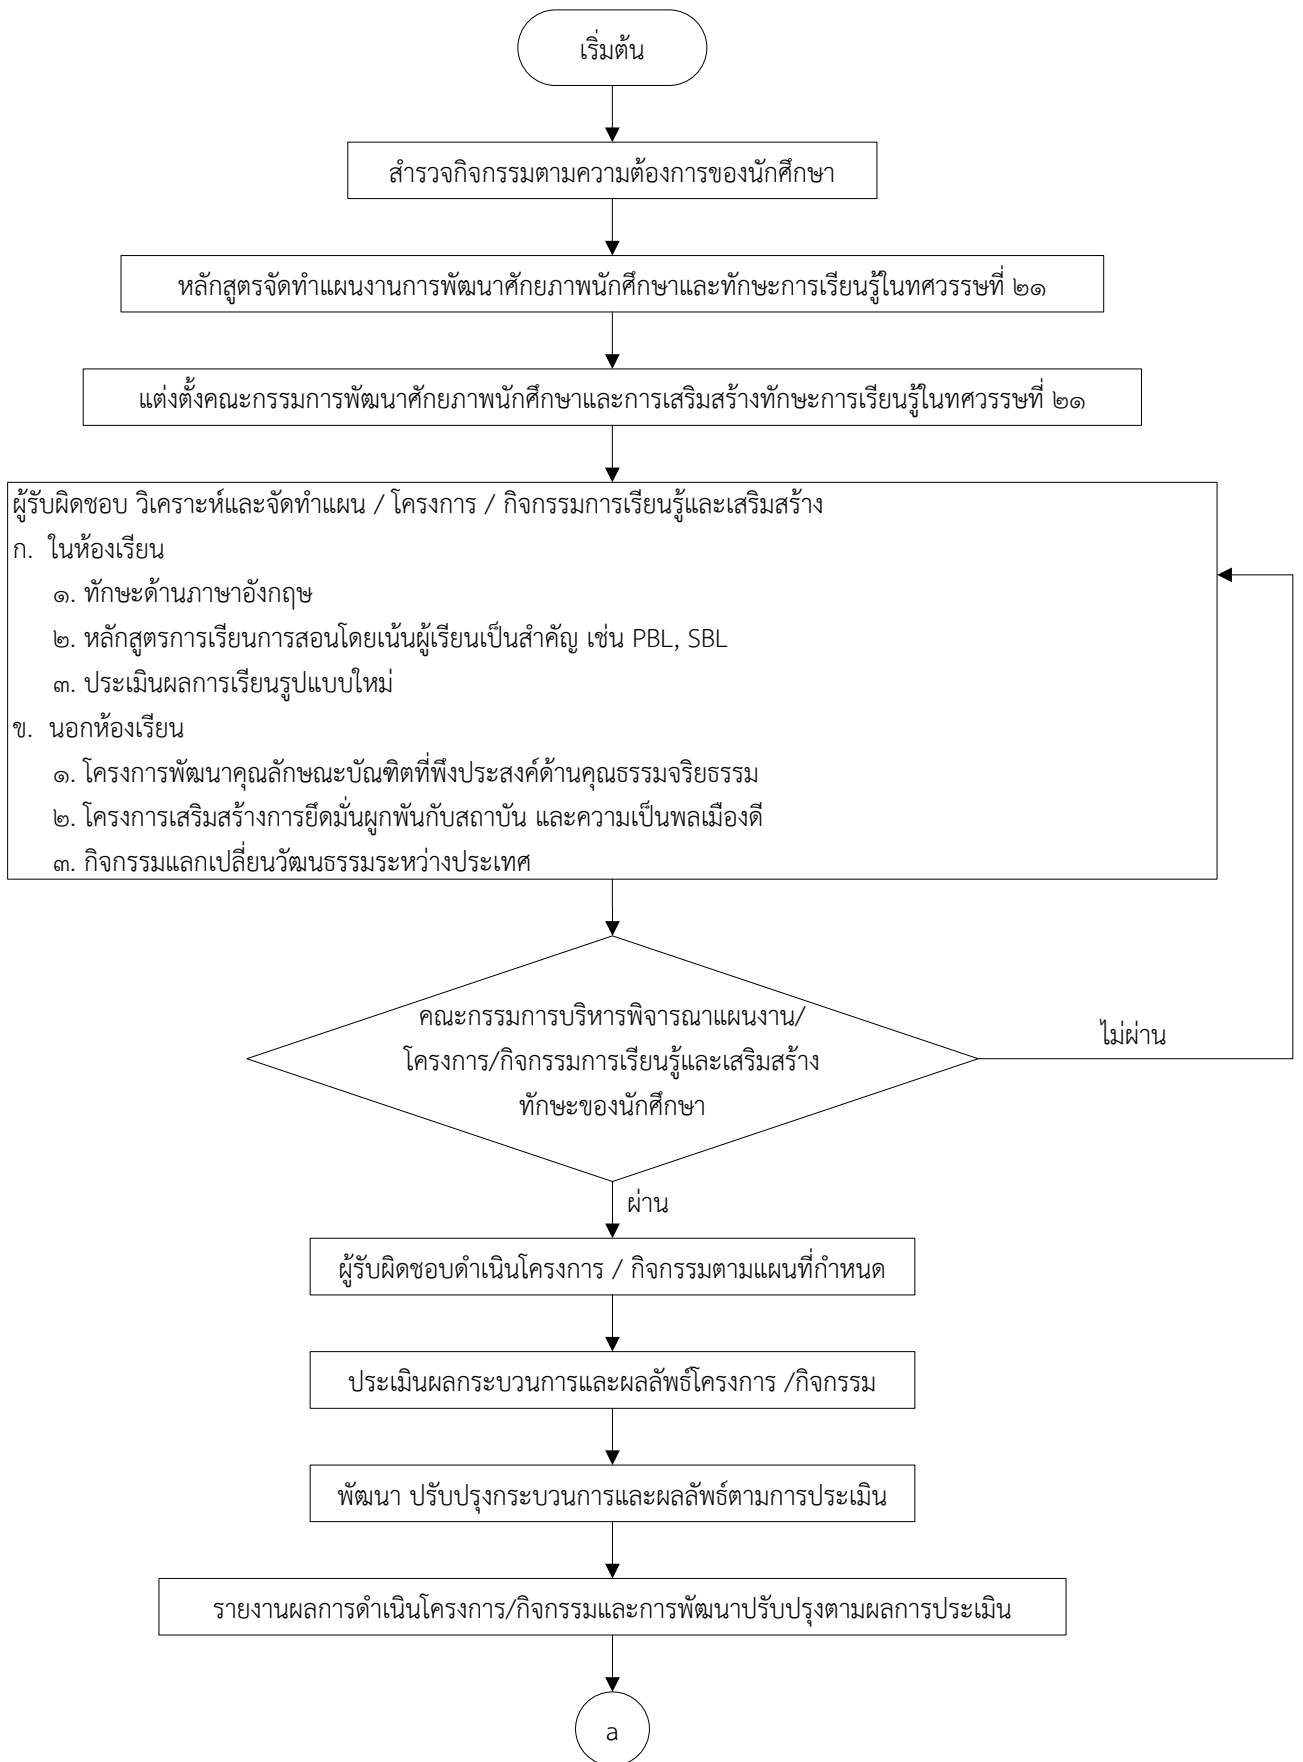 เริ่มต้น
สำรวจกิจกรรมตามความต้องการของนักศึกษา
หลักสูตรจัดทำแผนงานการพัฒนาศักยภาพนักศึกษาและทักษะการเรียนรู้ในทศวรรษที่ ๒๑
แต่งตั้งคณะกรรมการพัฒนาศักยภาพนักศึกษาและการเสริมสร้างทักษะการเรียนรู้ในทศวรรษที่ ๒๑
ผู้รับผิดชอบ วิเคราะห์และจัดทำแผน / โครงการ / กิจกรรมการเรียนรู้และเสริมสร้าง
ก. ในห้องเรียน
๑. ทักษะด้านภาษาอังกฤษ
๒. หลักสูตรการเรียนการสอนโดยเน้นผู้เรียนเป็นสำคัญ เช่น PBL, SBL
๓. ประเมินผลการเรียนรูปแบบใหม่
ข. นอกห้องเรียน
๑. โครงการพัฒนาคุณลักษณะบัณฑิตที่พึงประสงค์ด้านคุณธรรมจริยธรรม
๒. โครงการเสริมสร้างการยึดมั่นผูกพันกับสถาบัน และความเป็นพลเมืองดี
๓. กิจกรรมแลกเปลี่ยนวัฒนธรรมระหว่างประเทศ
คณะกรรมการบริหารพิจารณาแผนงาน/
โครงการ/กิจกรรมการเรียนรู้และเสริมสร้าง
ทักษะของนักศึกษา
ไม่ผ่าน
ผ่าน
ผู้รับผิดชอบดำเนินโครงการ / กิจกรรมตามแผนที่กำหนด
ประเมินผลกระบวนการและผลลัพธ์โครงการ /กิจกรรม
พัฒนา ปรับปรุงกระบวนการและผลลัพธ์ตามการประเมิน
รายงานผลการดำเนินโครงการ/กิจกรรมและการพัฒนาปรับปรุงตามผลการประเมิน
a